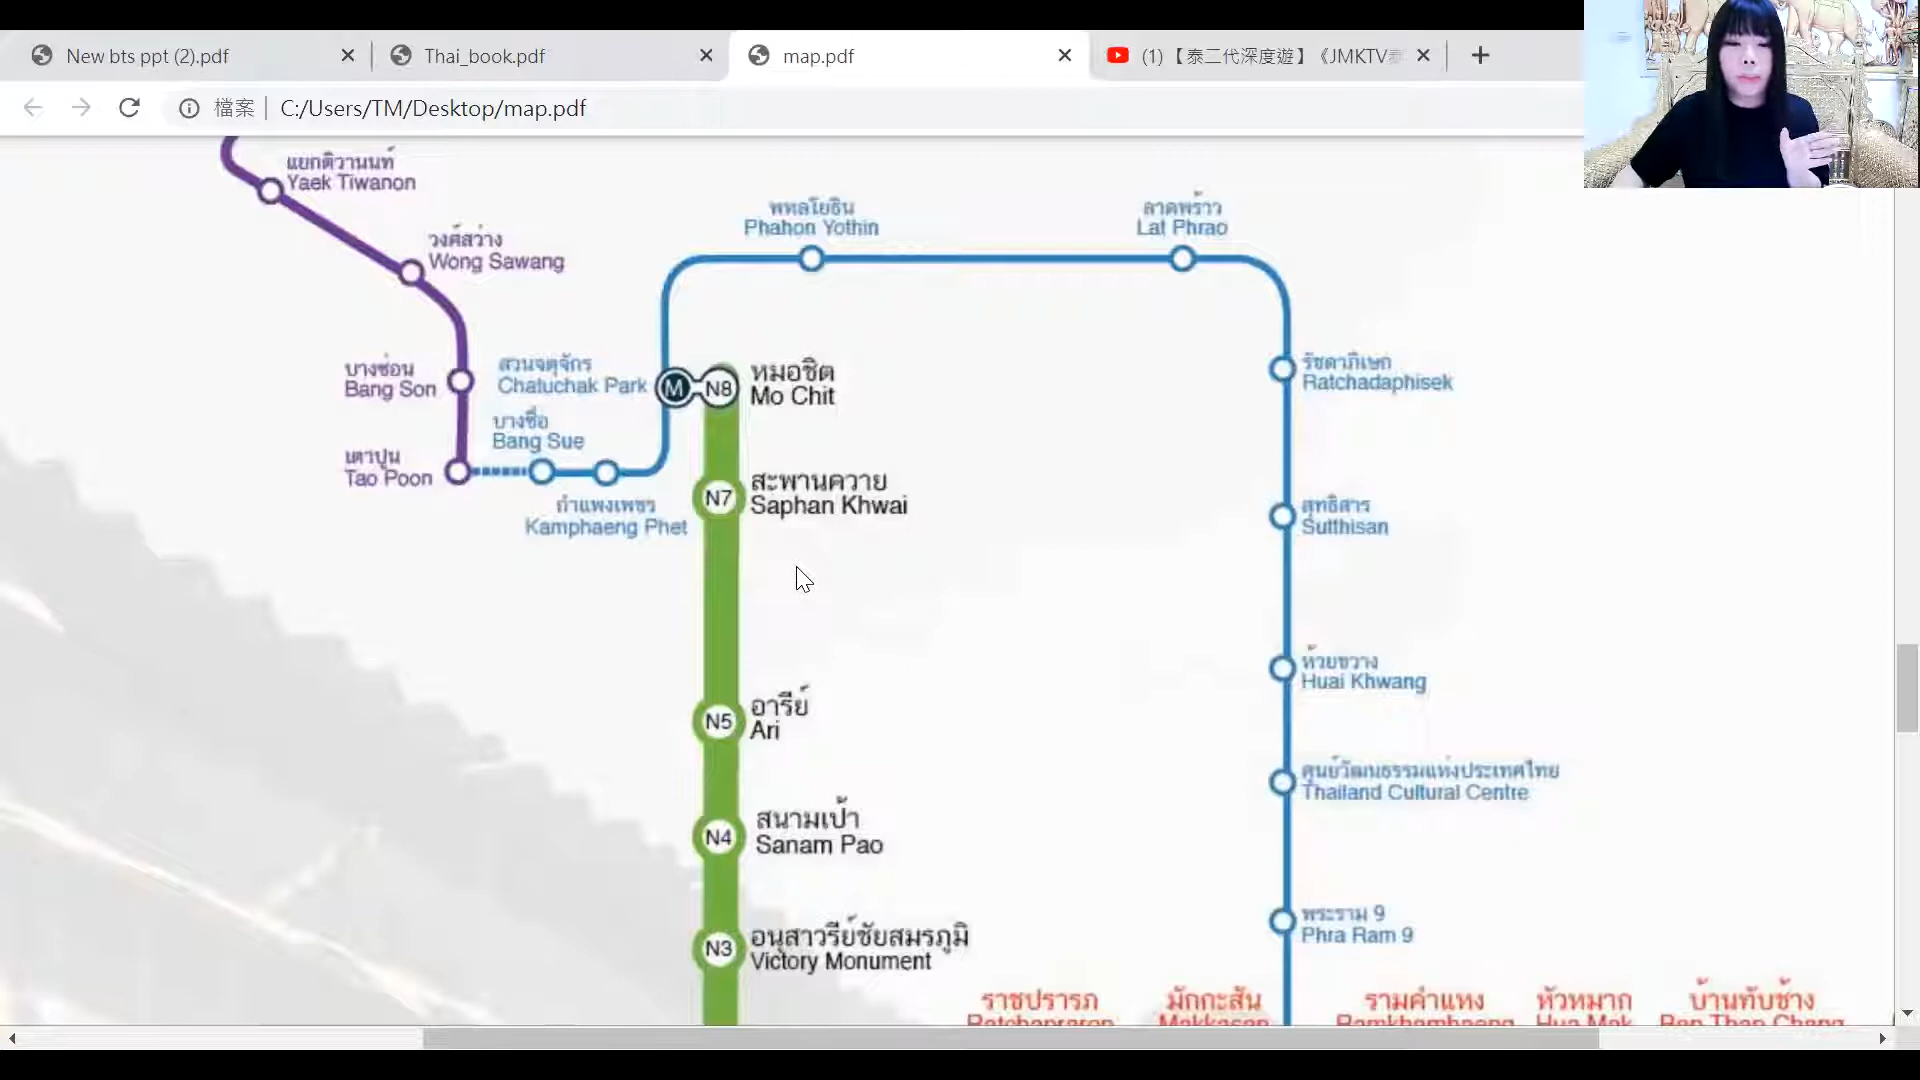 New bts ppt (2).pdf
Thai_book.pdf
map.pdf
(1)【泰二代深度遊】《JMKTV
檔案
C:/Users/TM/Desktop/map.pdf
แยกติวานนท์
Yaek Tiwanon
วงศ์สว่าง
Wong Sawang
บางซ่อน
Bang Son
เตาปูน
Tao Poon
บางซื่อ
Bang Sue
กำแพงเพชร
Kamphaeng Phet
สวนจตุจักร
Chatuchak Park
M
N8
หมอชิต
Mo Chit
พหลโยธิน
Phahon Yothin
ลาดพร้าว
Lat Phrao
รัชดาภิเษก
Ratchadaphisek
สุทธิสาร
Sutthisan
ห้วยขวาง
Huai Khwang
ศูนย์วัฒนธรรมแห่งประเทศไทย
Thailand Cultural Centre
พระราม 9
Phra Ram 9
N7
สะพานควาย
Saphan Khwai
N5
อารีย์
Ari
N4
สนามเป้า
Sanam Pao
N3
อนุสาวรีย์ชัยสมรภูมิ
Victory Monument
ราชปรารภ
Ratchaprarop
มักกะสัน
Makkasan
รามคำแหง
Ramkhamhaeng
หัวหมาก
Hua Mak
บ้านทับช้าง
Ban Thap Chang